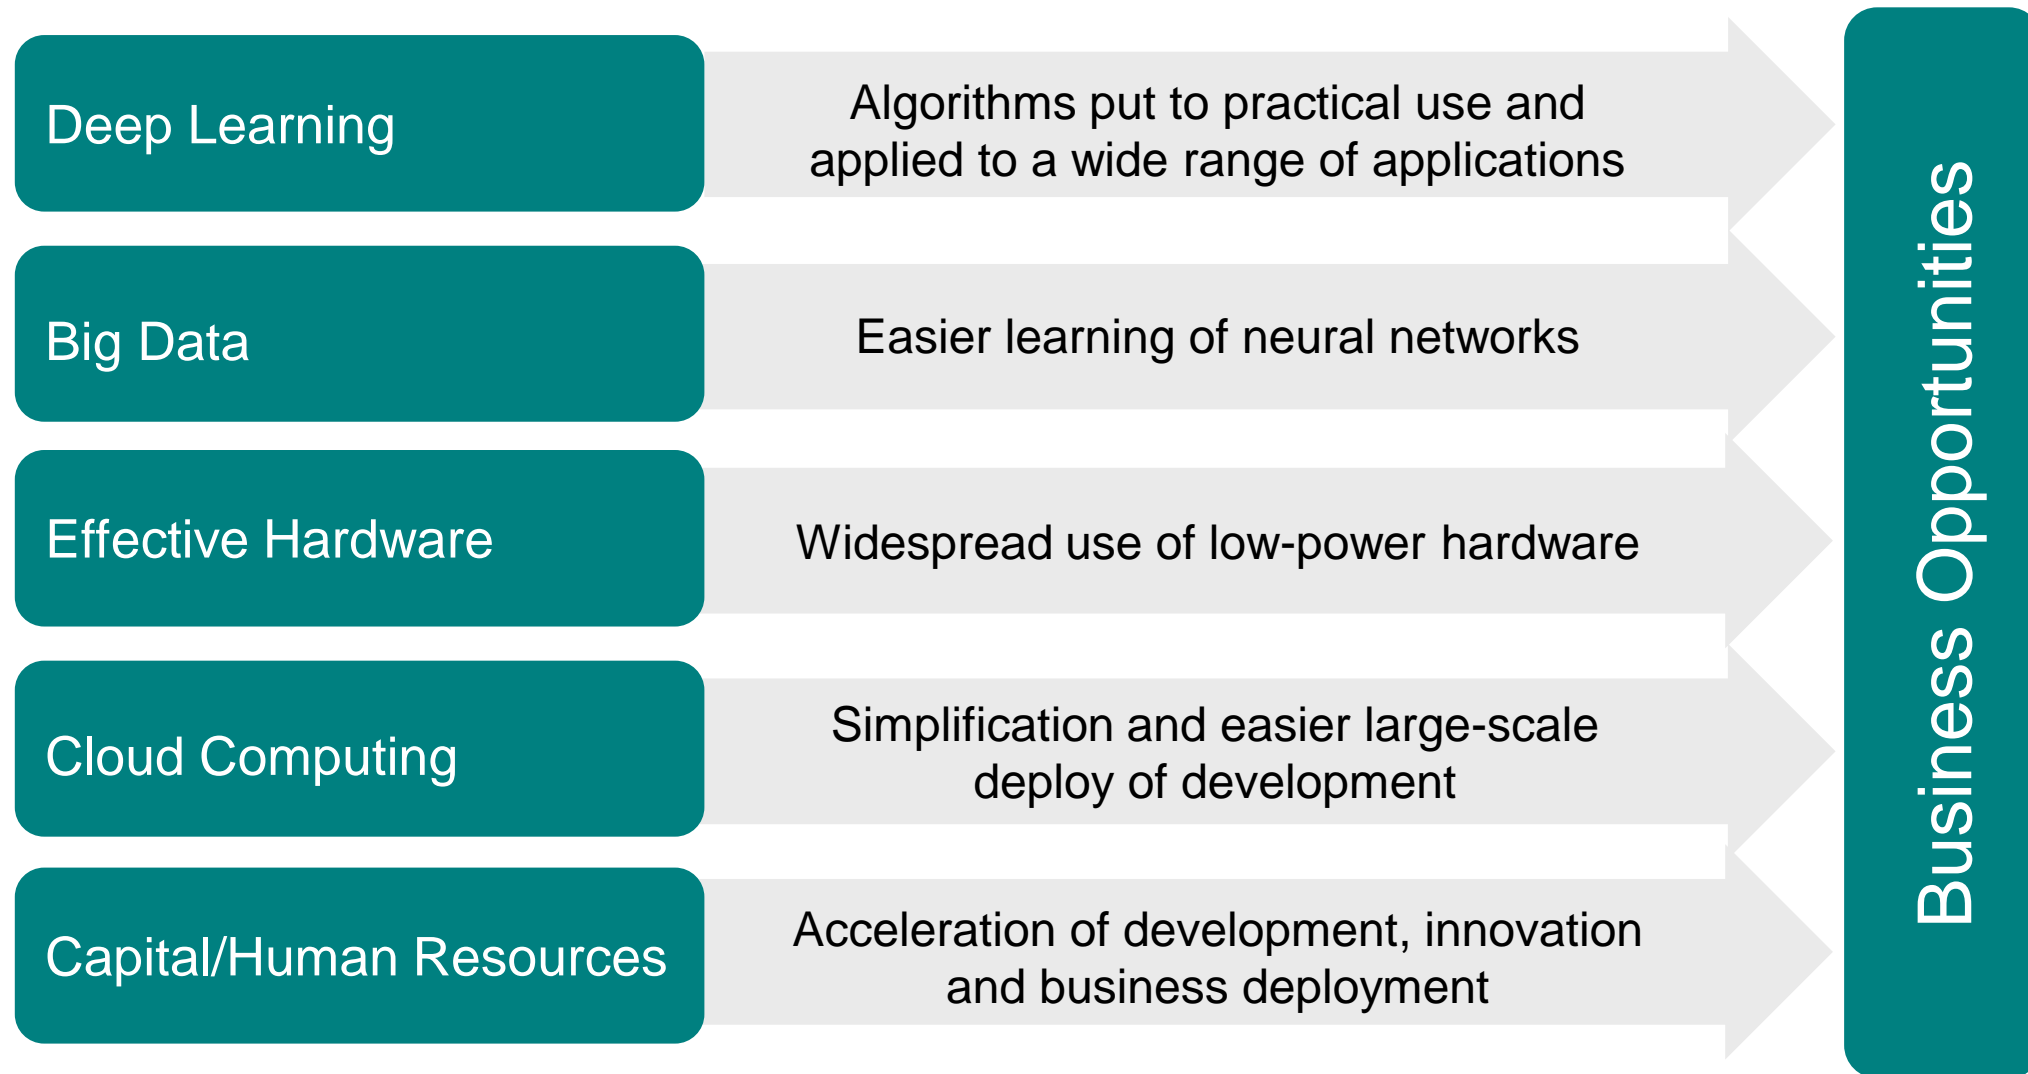 Deep Learning
Algorithms put to practical use and
applied to a wide range of applications
Big Data
Easier learning of neural networks
Effective Hardware
Widespread use of low-power hardware
Cloud Computing
Simplification and easier large-scale
deploy of development
Capital/Human Resources
Acceleration of development, innovation
and business deployment
Business Opportunities